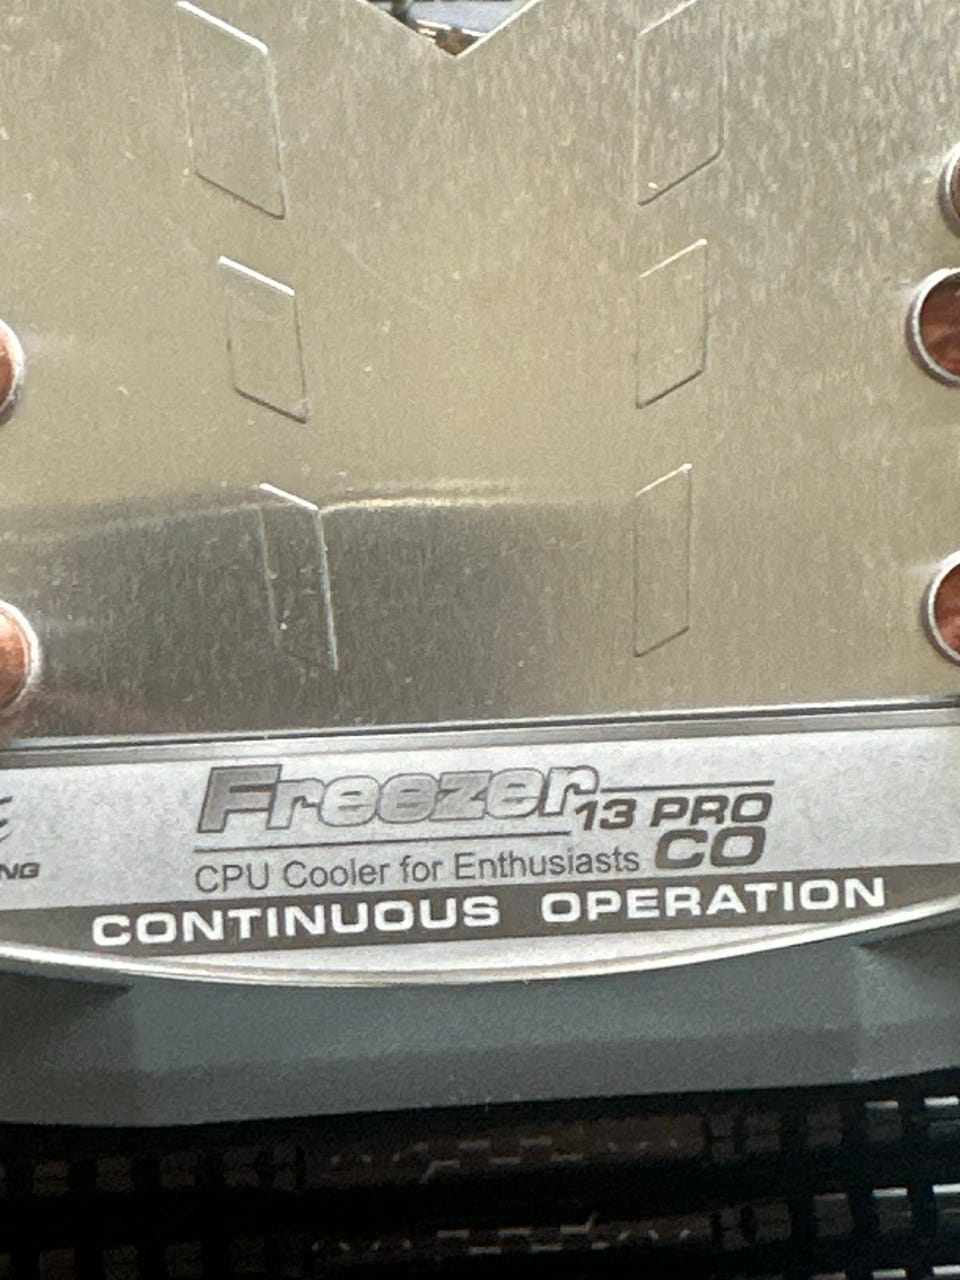 Freezer 13 PRO
CO
CPU Cooler for Enthusiasts
CONTINUOUS OPERATION